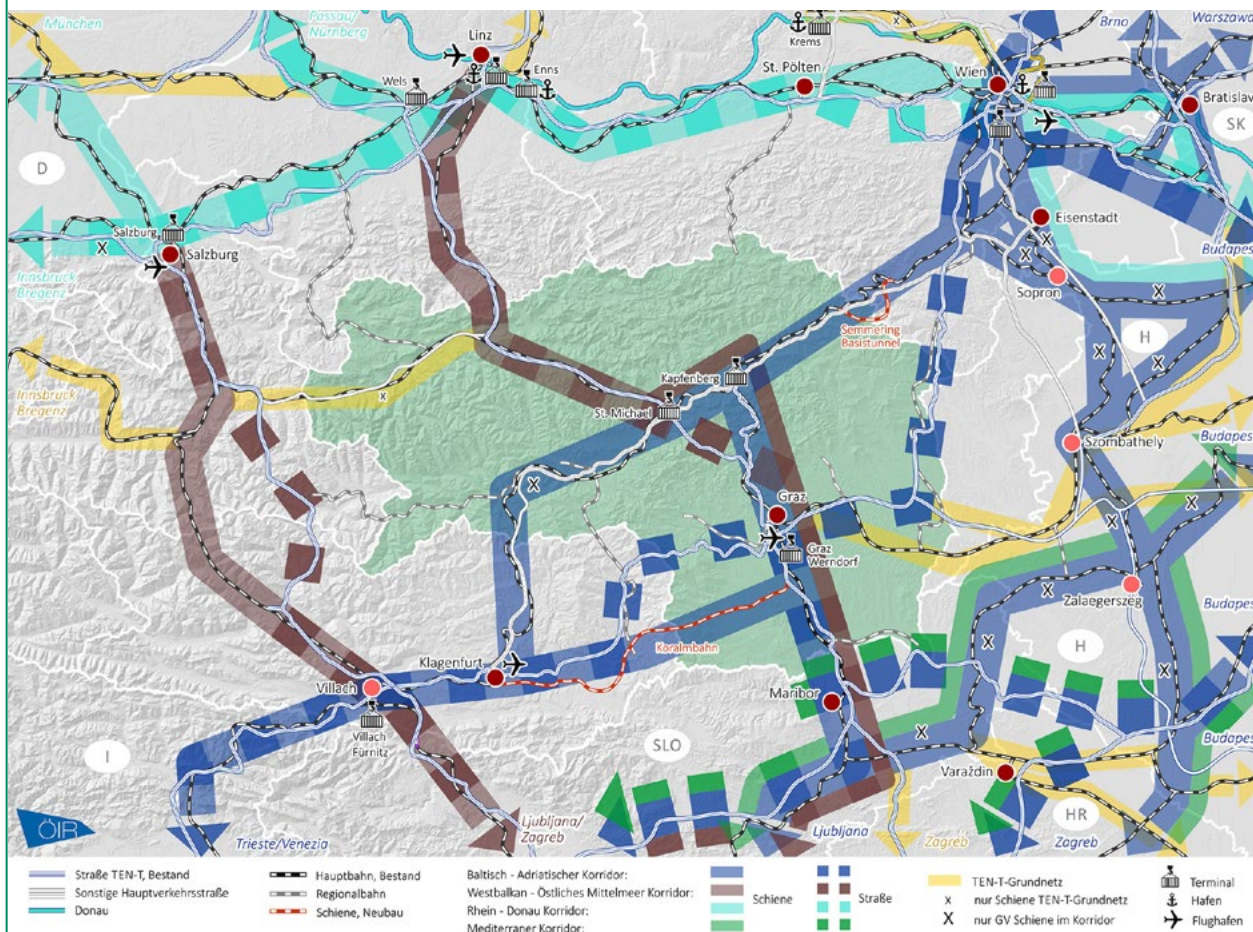 München
Passau/
Nürnberg
Linz
Wels
Enns
Krems
St. Pölten
Wien
Brno
Warszawa
Bratislav
SK
D
Salzburg
Salzburg
Eisenstadt
Budapest
Innsbruck
Bregenz
Sopron
x
X
X
H
Semmering
Basistunnel
Innsbruck
Bregenz
Kapfenberg
St. Michael
X
X
x
Szombathely
Budapest
Budapest
Graz
X
X
Graz
Werndorf
Zalaegerszeg
X
X
Budapest
Koralmbahn
Klagenfurt
Villach
Villach
Fürnitz
Maribor
H
X
X
SLO
X
Budapest
I
Varaždin
HR
ÖIR
Trieste/Venezia
Ljubljana/
Zagreb
Ljubljana
Zagreb
Zagreb
Straße TEN-T, Bestand
Sonstige Hauptverkehrsstraße
Donau
Hauptbahn, Bestand
Regionalbahn
Schiene, Neubau
Baltisch - Adriatischer Korridor:
Westbalkan - Östliches Mittelmeer Korridor:
Rhein - Donau Korridor:
Mediterraner Korridor:
Schiene
Straße
TEN-T-Grundnetz
x nur Schiene TEN-T-Grundnetz
X nur GV Schiene im Korridor
Terminal
Hafen
Flughafen